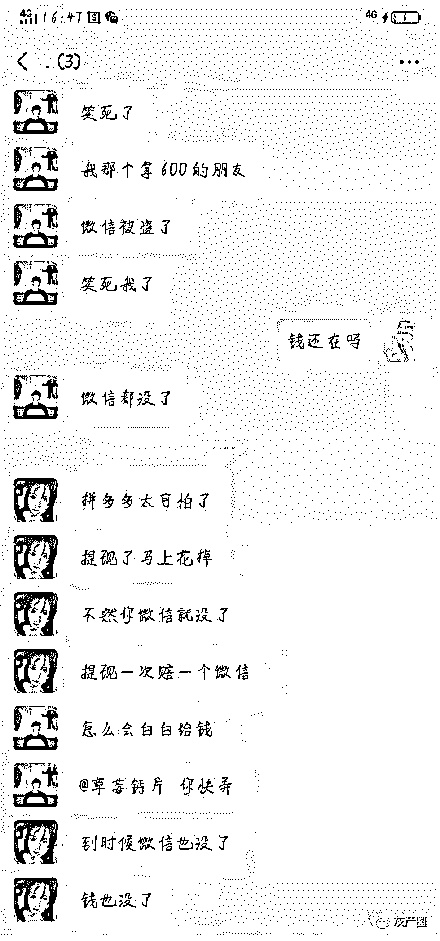 4G 16:47
4G
. (3)
笑死了
我那个拿600的朋友
微信被盗了
笑死我了
钱还在吗
微信都没了
拼多多太可怕了
提现了马上花掉
不然你微信就没了
提现一次赔一个微信
怎么会白白给钱
@草莓钙片 你快弄
到时候微信也没了
钱也没了
灰产圈